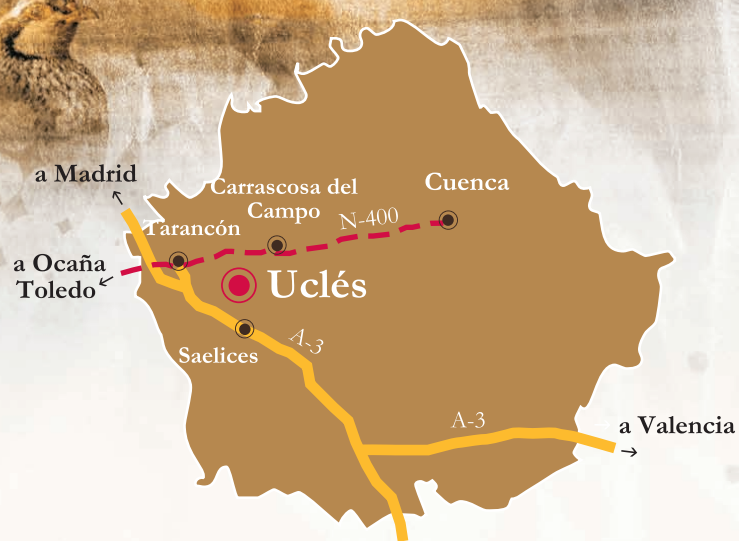 a Madrid
Carrascosa del
Campo
Cuenca
N-400
Tarancón
a Ocaña
Toledo
Uclés
Saelices
A-3
A-3
a Valencia